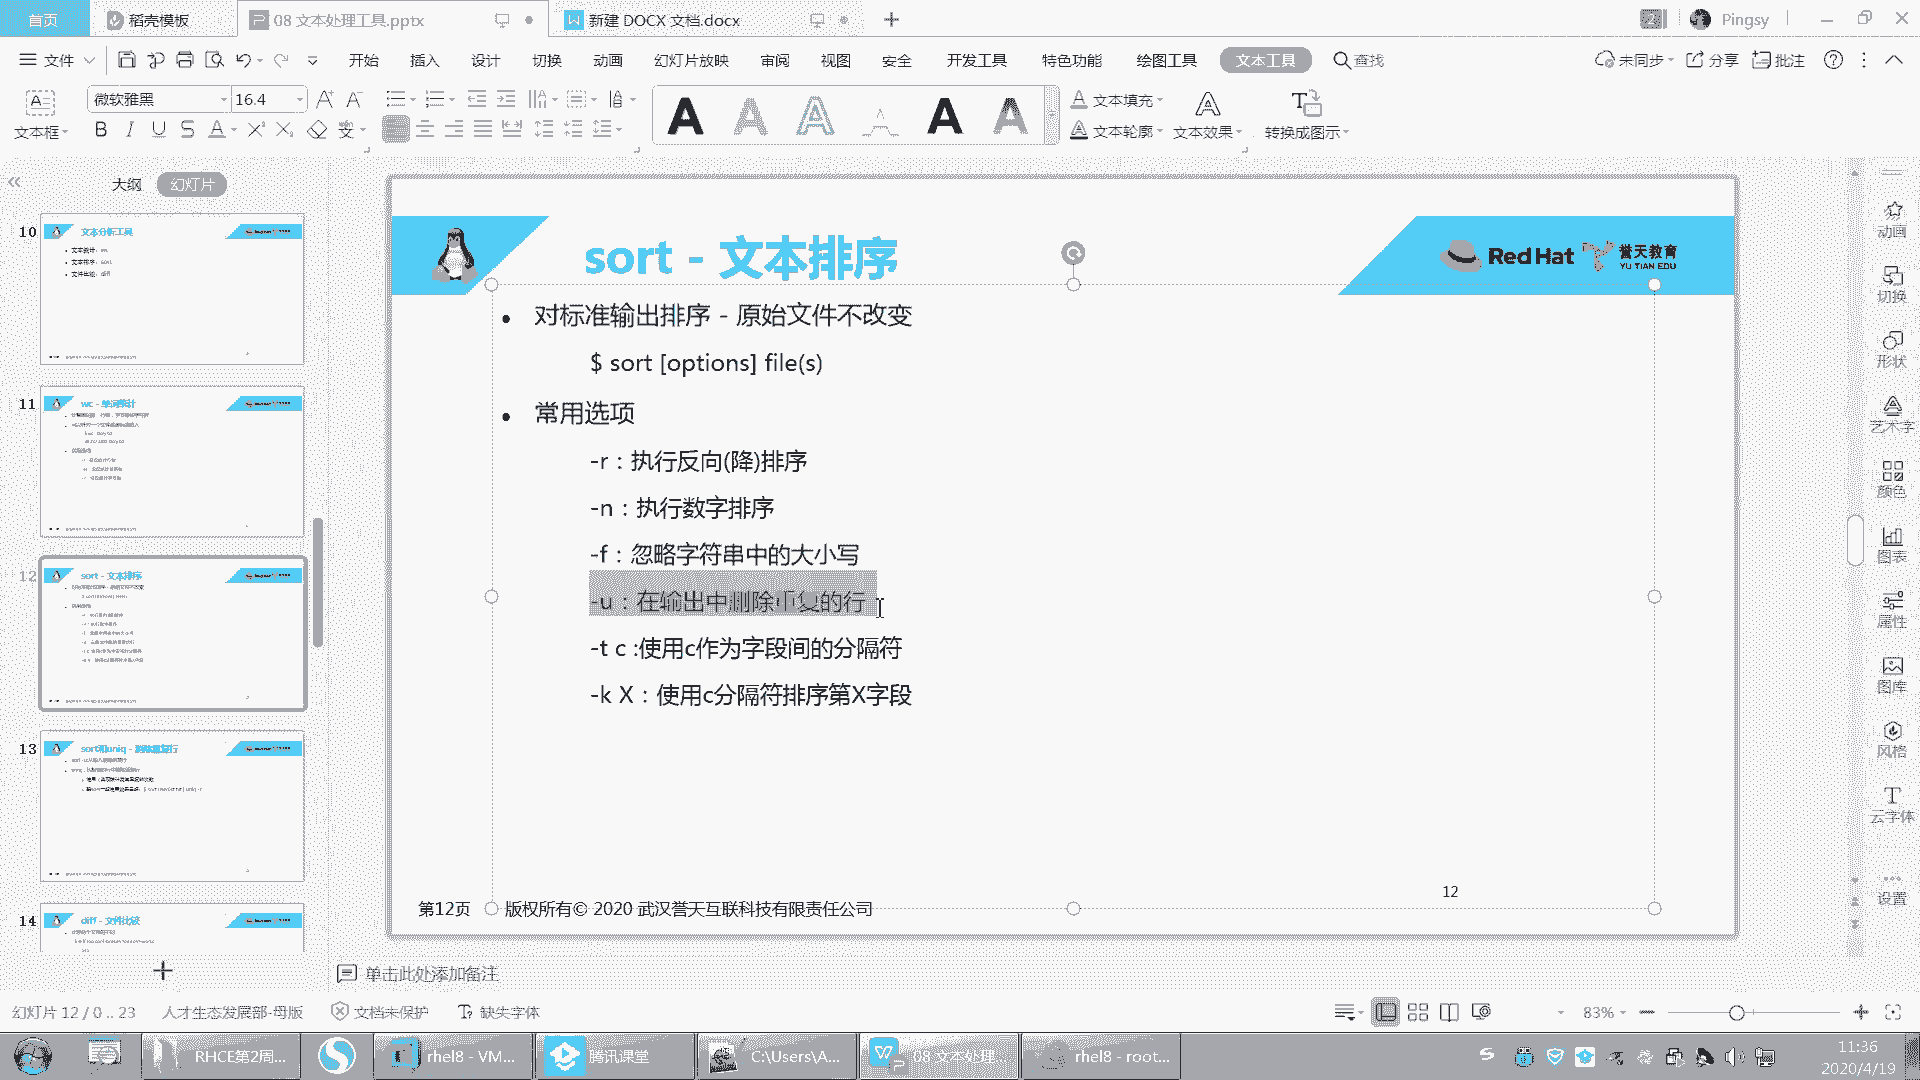 首页
稻壳模板
08 文本处理工具.pptx
新建 DOCX 文档.docx
Pingsy
文件
开始
插入
设计
切换
动画
幻灯片放映
审阅
视图
安全
开发工具
特色功能
绘图工具
文本工具
查找
未同步
分享
批注
文本框
微软雅黑
16.4
文本填充
文本轮廓
文本效果
转换成图示
大纲
幻灯片
10
文本分析工具
11
wc - 单词统计
12
sort - 文本排序
13
sort和uniq - 删除重复行
14
diff - 文件比较
sort - 文本排序
Red Hat
誉天教育
YU TIAN EDU
对标准输出排序 - 原始文件不改变
$ sort [options] file(s)
常用选项
-r：执行反向(降)排序
-n：执行数字排序
-f：忽略字符串中的大小写
-u：在输出中删除重复的行
-t c :使用c作为字段间的分隔符
-k X：使用c分隔符排序第X字段
12
第12页
版权所有© 2020 武汉誉天互联科技有限责任公司
单击此处添加备注
动画
切换
形状
艺术字
颜色
图表
属性
图库
风格
云字体
设置
幻灯片 12 / 0 .. 23
人才生态发展部-母版
文档未保护
缺失字体
83%
RHCE第2周...
rhel8 - VM...
腾讯课堂
C:\Users\A...
08 文本处理...
rhel8 - root...
11:36
2020/4/19